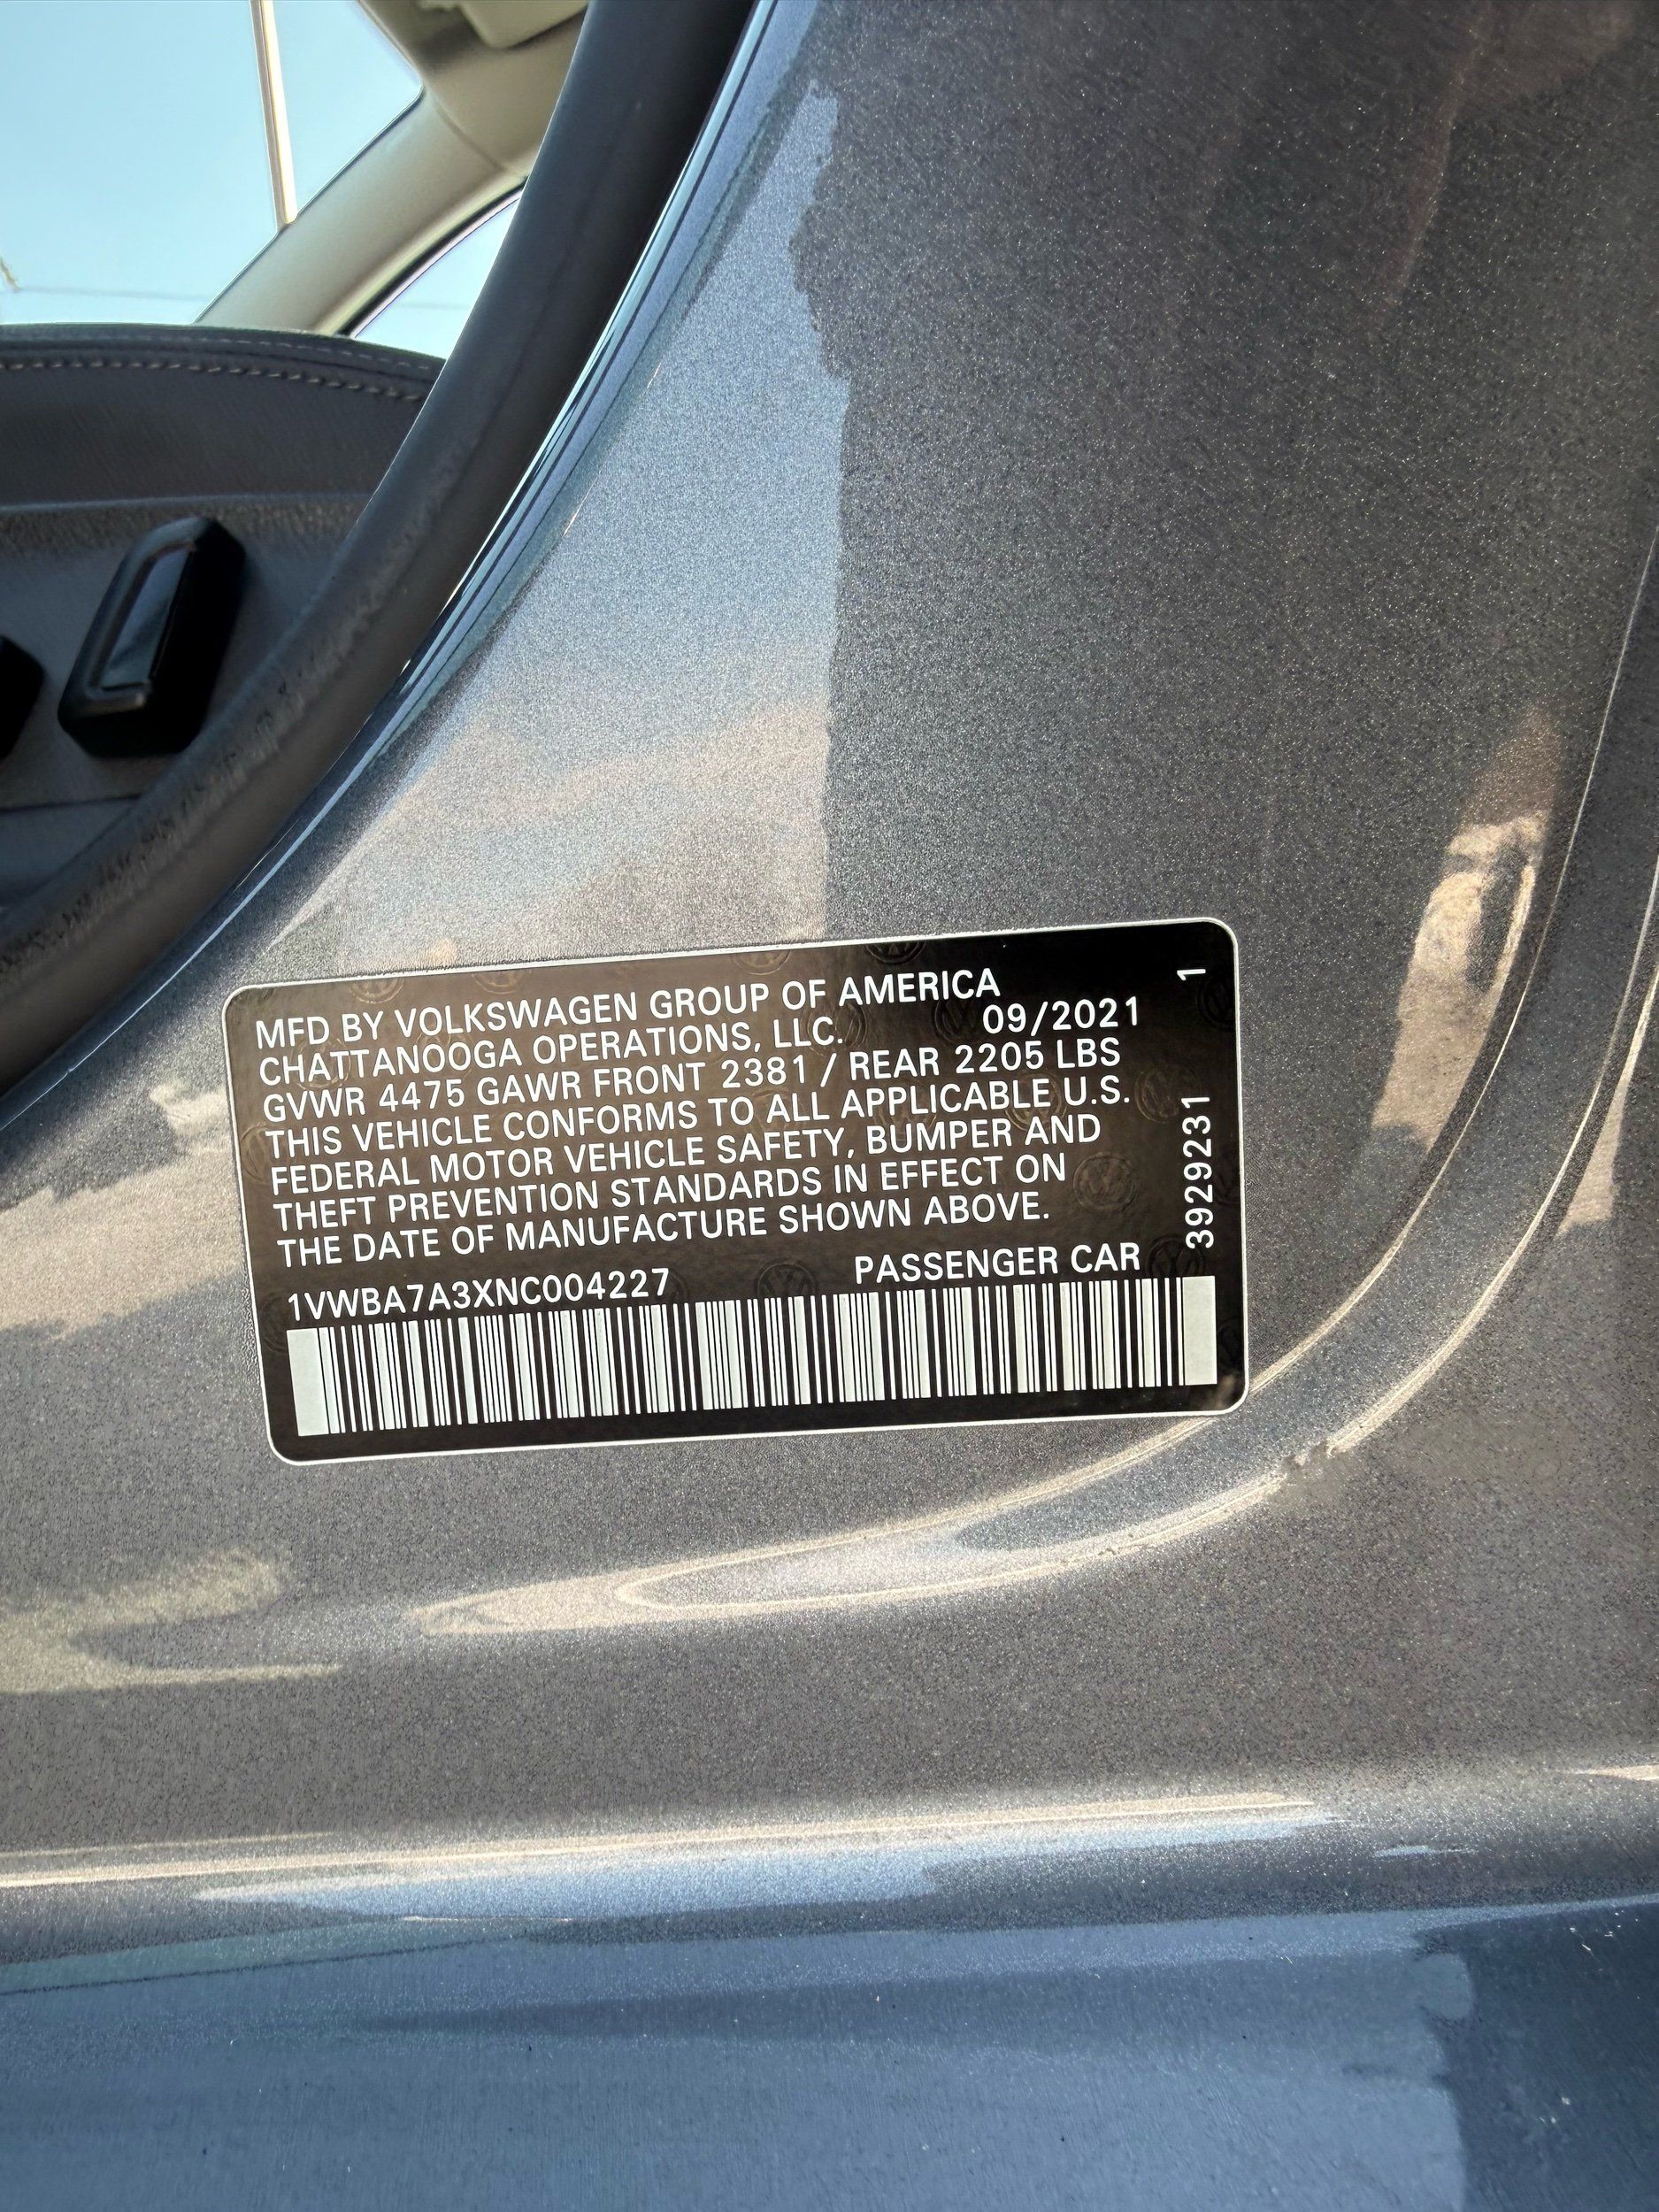 MFD BY VOLKSWAGEN GROUP OF AMERICA
CHATTANOOGA OPERATIONS, LLC. 09/2021
GVWR 4475 GAWR FRONT 2381 / REAR 2205 LBS
THIS VEHICLE CONFORMS TO ALL APPLICABLE U.S.
FEDERAL MOTOR VEHICLE SAFETY, BUMPER AND
THEFT PREVENTION STANDARDS IN EFFECT ON
THE DATE OF MANUFACTURE SHOWN ABOVE.
1VWBA7A3XNC004227 PASSENGER CAR
3929231 1